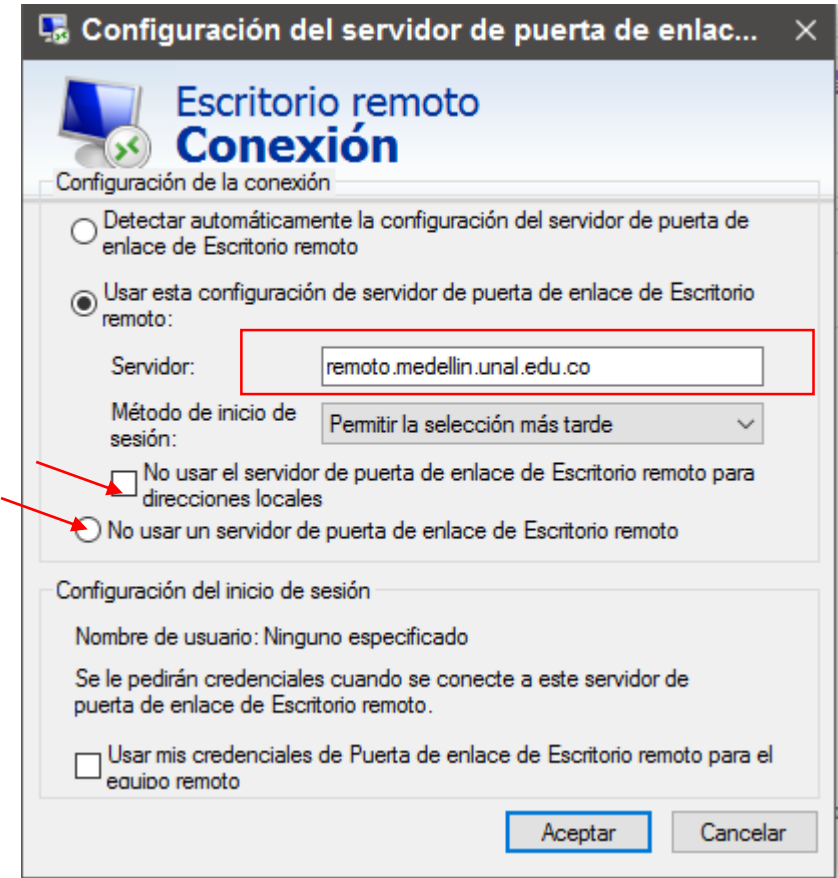 Configuración del servidor de puerta de enlac...
Escritorio remoto
Conexión
Configuración de la conexión
Detectar automáticamente la configuración del servidor de puerta de
enlace de Escritorio remoto
Usar esta configuración de servidor de puerta de enlace de Escritorio
remoto:
Servidor: remoto.medellin.unal.edu.co
Método de inicio de
sesión:
Permitir la selección más tarde
No usar el servidor de puerta de enlace de Escritorio remoto para
direcciones locales
No usar un servidor de puerta de enlace de Escritorio remoto
Configuración del inicio de sesión
Nombre de usuario: Ninguno especificado
Se le pedirán credenciales cuando se conecte a este servidor de
puerta de enlace de Escritorio remoto.
Usar mis credenciales de Puerta de enlace de Escritorio remoto para el
equipo remoto
Aceptar
Cancelar